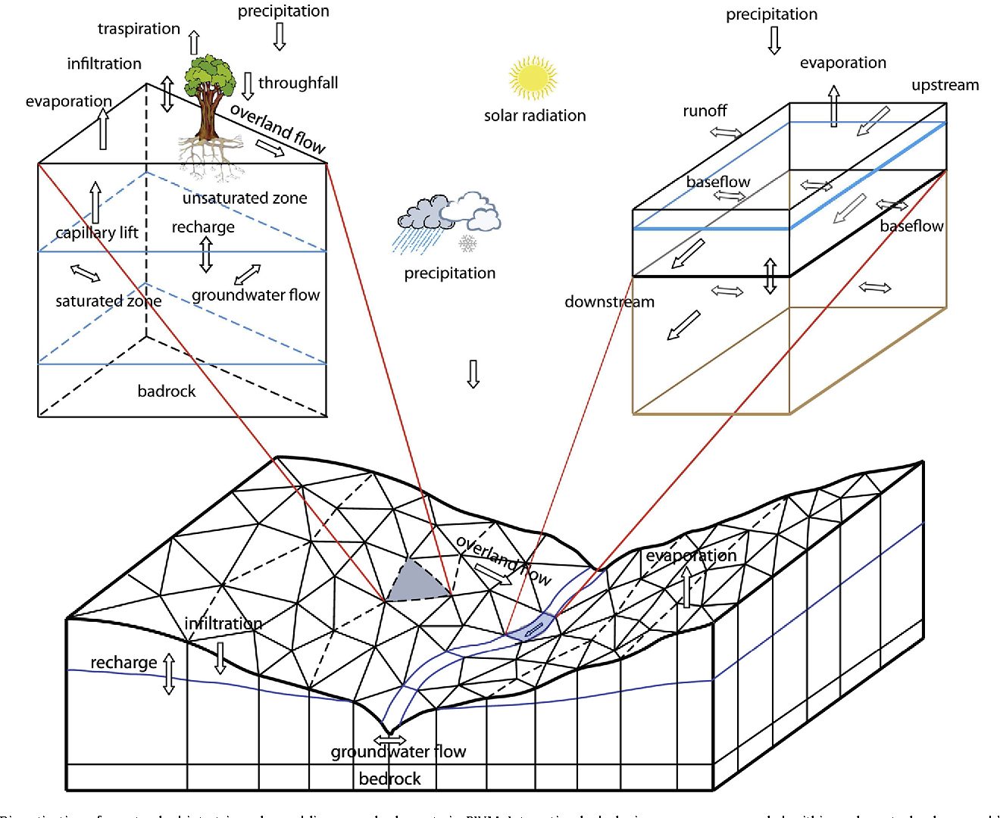 precipitation
traspiration
infiltration
throughfall
evaporation
overland flow
unsaturated zone
recharge
capillary lift
saturated zone
groundwater flow
badrock
solar radiation
precipitation
precipitation
evaporation
upstream
runoff
baseflow
baseflow
downstream
overland flow
evaporation
infiltration
recharge
groundwater flow
bedrock